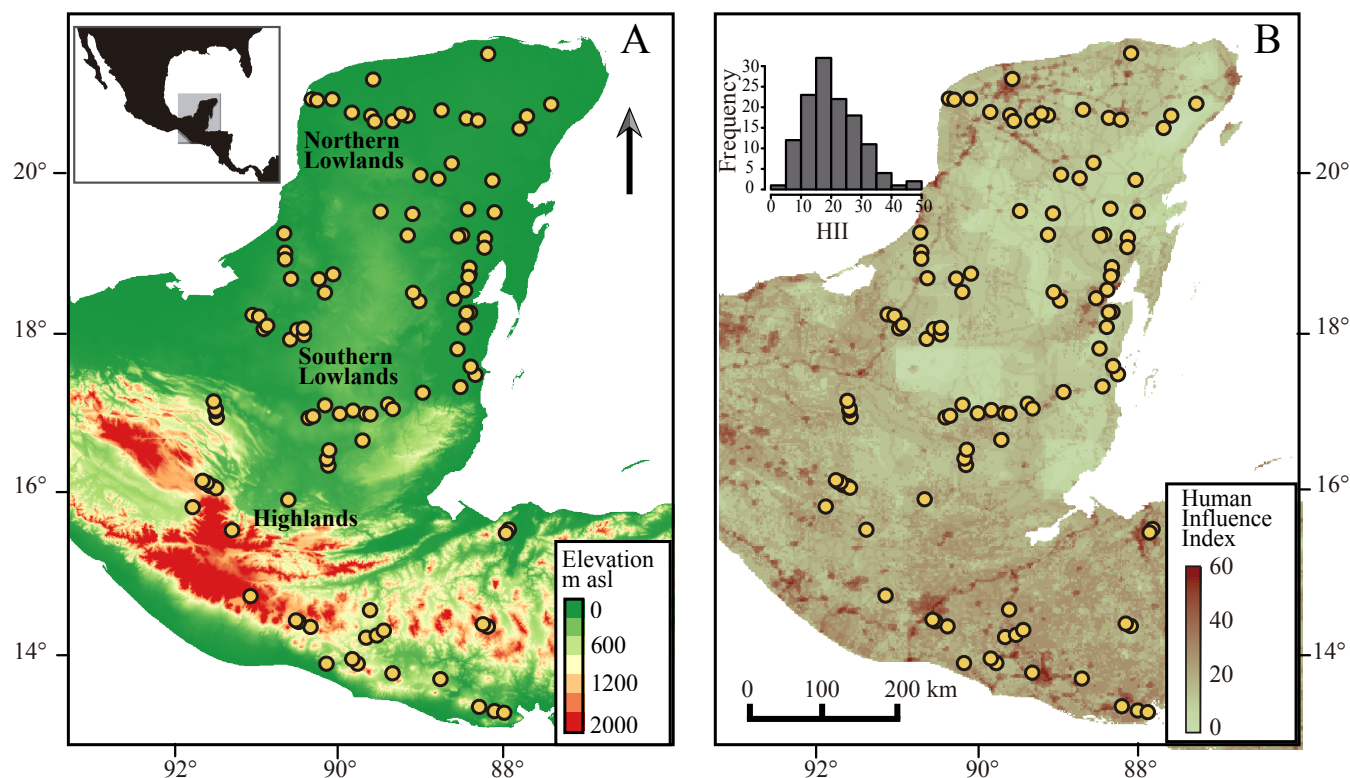 A
Northern
Lowlands
Southern
Lowlands
Highlands
Elevation
m asl
0
600
1200
2000
20°
18°
16°
14°
92°
90°
88°
B
Frequency
30
25
20
15
10
5
0
0
10
20
30
40
50
HII
Human
Influence
Index
60
40
20
0
0
100
200 km
20°
18°
16°
14°
92°
90°
88°